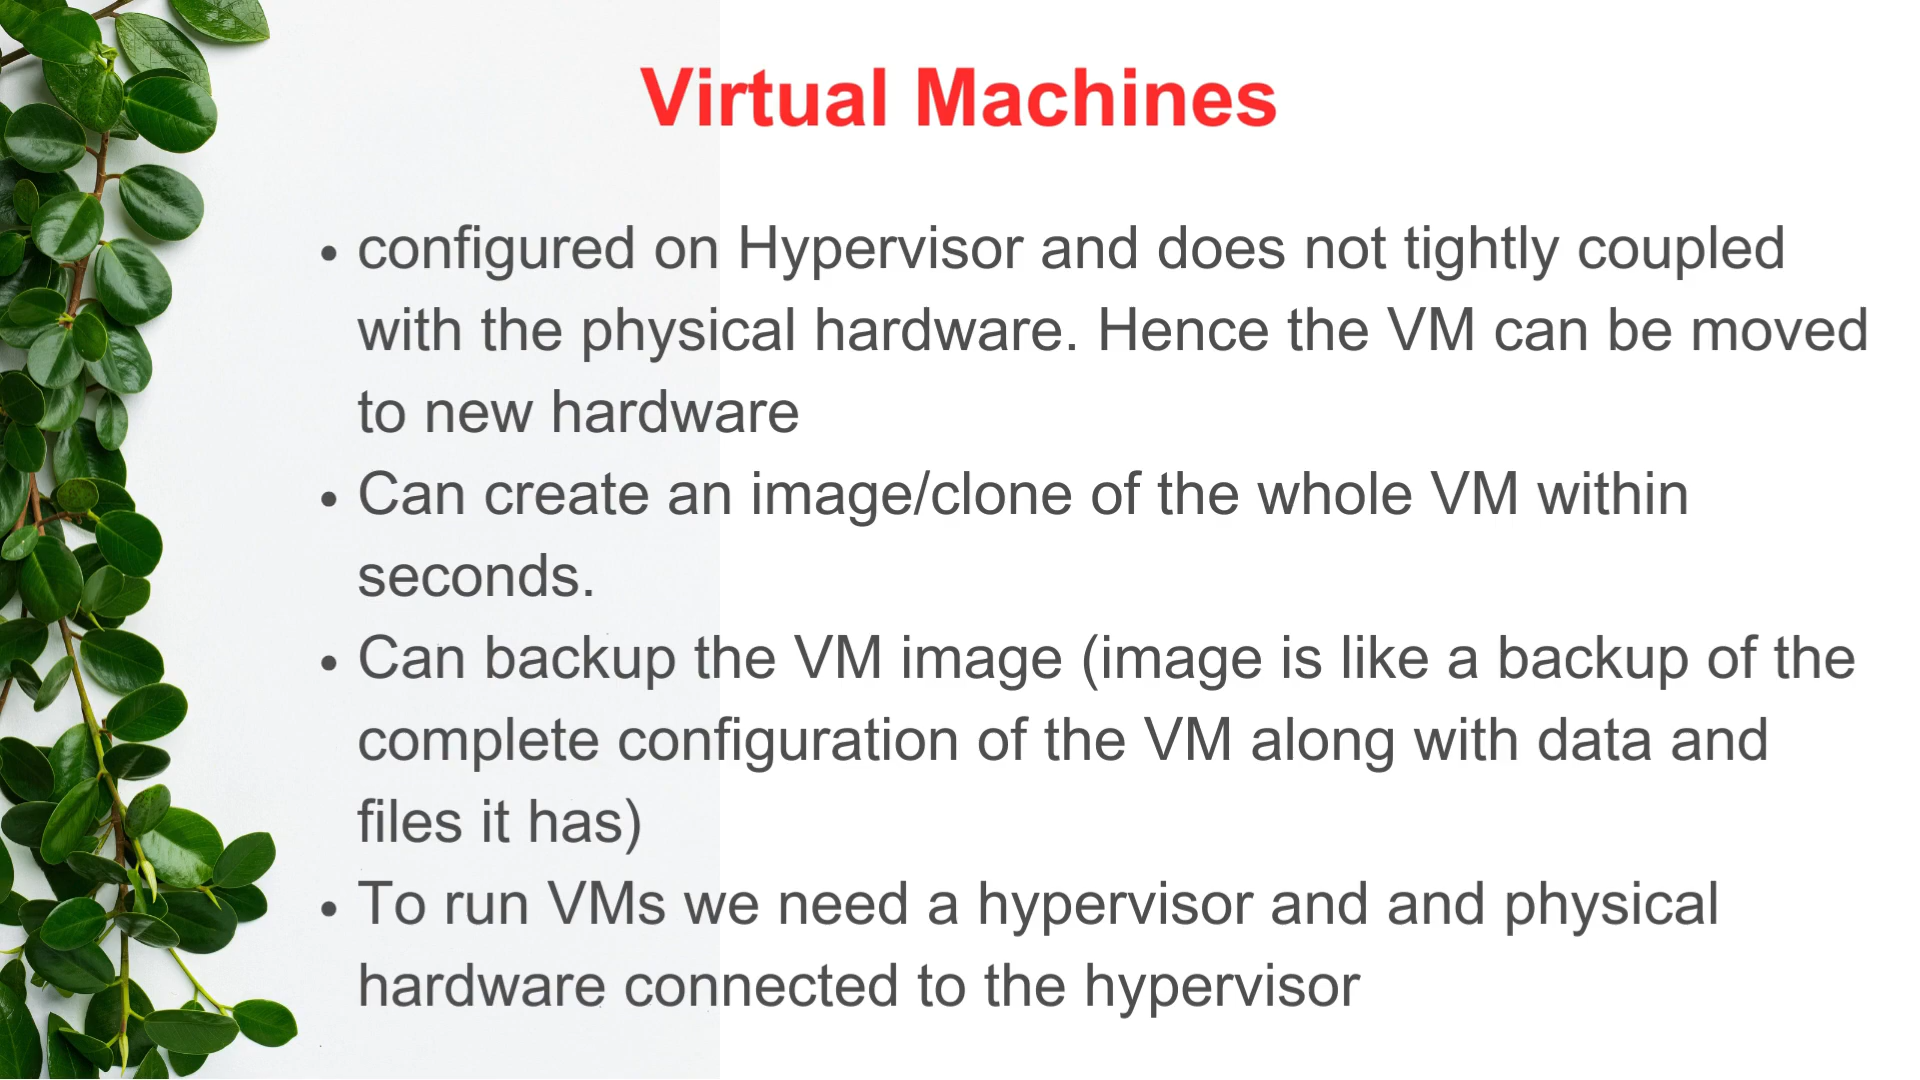 Virtual Machines
• configured on Hypervisor and does not tightly coupled
with the physical hardware. Hence the VM can be moved
to new hardware
• Can create an image/clone of the whole VM within
seconds.
• Can backup the VM image (image is like a backup of the
complete configuration of the VM along with data and
files it has)
• To run VMs we need a hypervisor and and physical
hardware connected to the hypervisor